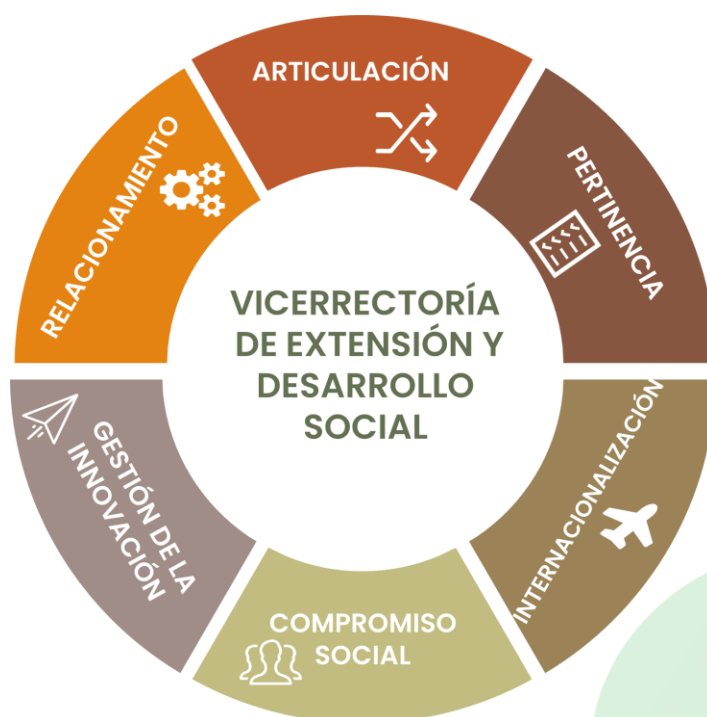 ARTICULACIÓN
PERTINENCIA
INTERNACIONALIZACIÓN
COMPROMISO
SOCIAL
GESTIÓN DE LA
INNOVACIÓN
RELACIONAMIENTO
VICERRECTORÍA
DE EXTENSIÓN Y
DESARROLLO
SOCIAL